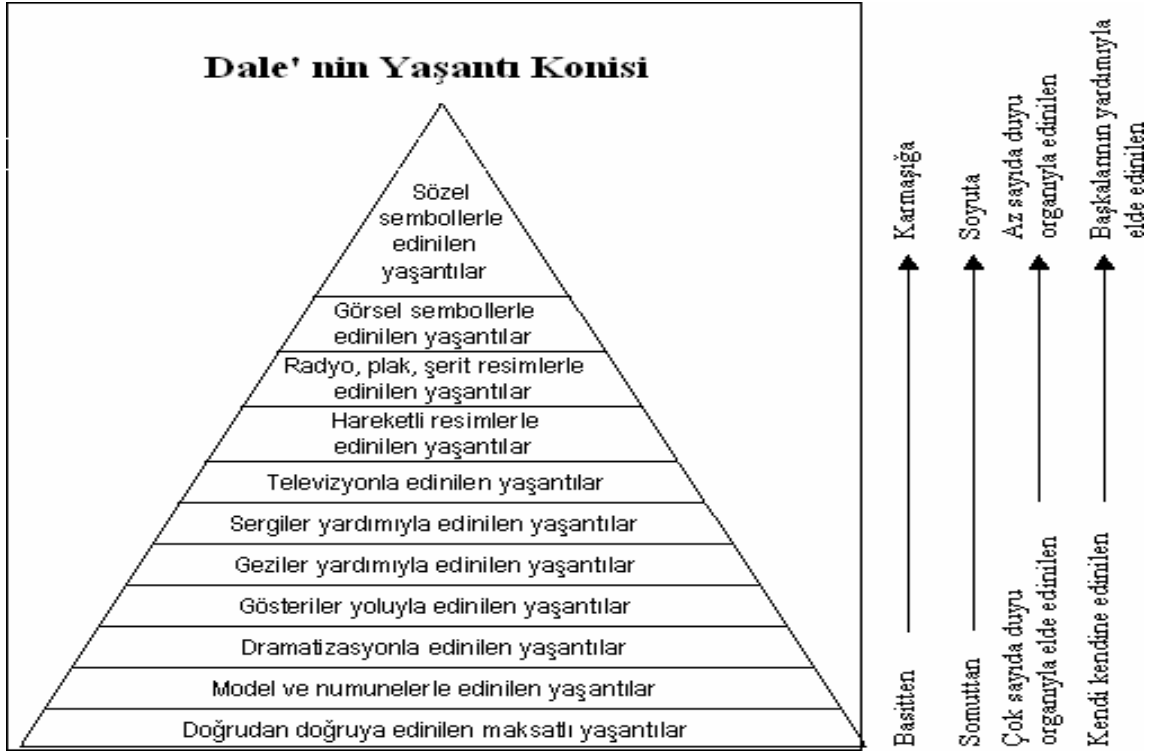 Dale' nin Yaşantı Konisi
Sözel
sembollerle
edinilen
yaşantılar
Görsel sembollerle
edinilen yaşantılar
Radyo, plak, şerit resimlerle
edinilen yaşantılar
Hareketli resimlerle
edinilen yaşantılar
Televizyonla edinilen yaşantılar
Sergiler yardımıyla edinilen yaşantılar
Geziler yardımıyla edinilen yaşantılar
Gösteriler yoluyla edinilen yaşantılar
Dramatizasyonla edinilen yaşantılar
Model ve numunelerle edinilen yaşantılar
Doğrudan doğruya edinilen maksatlı yaşantılar
Basitten
Karmaşığa
Somuttan
Soyuta
Çok sayıda duyu
organıyla elde edinilen
Az sayıda duyu
organıyla edinilen
Kendi kendine edinilen
Başkalarının yardımıyla
elde edinilen